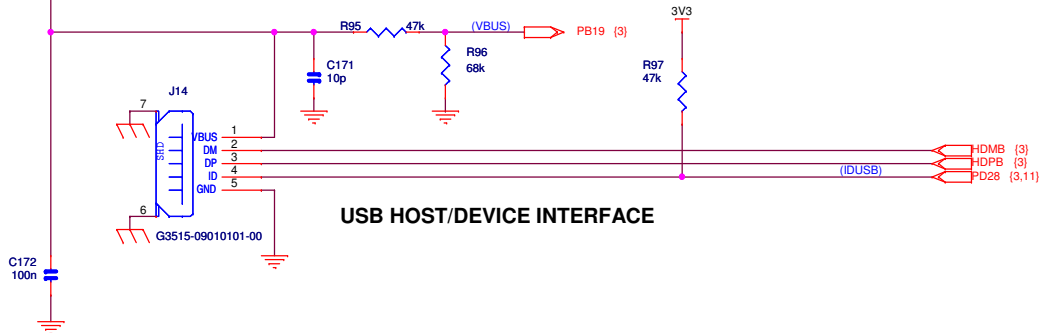 3V3
R95 47k (VBUS) PB19 {3}
R96
68k
C171
10p
R97
47k
J14
7
SHD
VBUS 1
DM 2
DP 3
ID 4
GND 5
6
HDMB {3}
HDPB {3}
(IDUSB) PD28 {3,11}
USB HOST/DEVICE INTERFACE
G3515-09010101-00
C172
100n